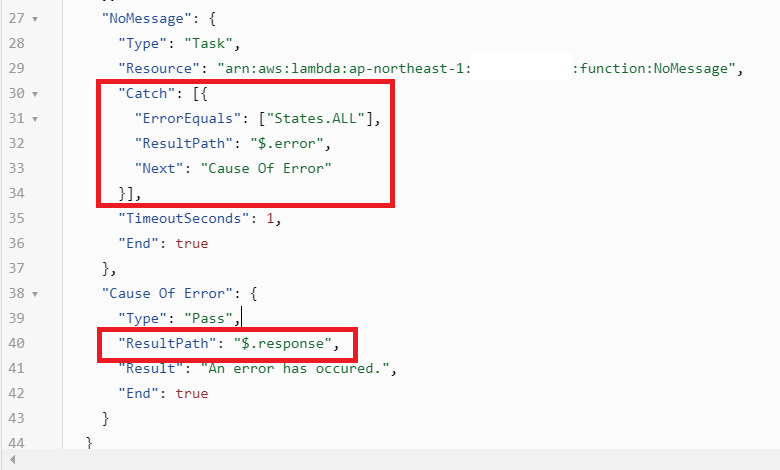 27 "NoMessage": {
28 "Type": "Task",
29 "Resource": "arn:aws:lambda:ap-northeast-1: :function:NoMessage",
30 "Catch": [{
31 "ErrorEquals": ["States.ALL"],
32 "ResultPath": "$.error",
33 "Next": "Cause Of Error"
34 }],
35 "TimeoutSeconds": 1,
36 "End": true
37 },
38 "Cause Of Error": {
39 "Type": "Pass",
40 "ResultPath": "$.response",
41 "Result": "An error has occured.",
42 "End": true
43 }
44 }